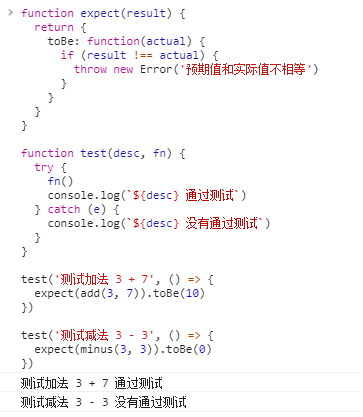 function expect(result) {
  return {
    toBe: function(actual) {
      if (result !== actual) {
        throw new Error('预期值和实际值不相等')
      }
    }
  }
}
function test(desc, fn) {
  try {
    fn()
    console.log(`${desc} 通过测试`)
  } catch (e) {
    console.log(`${desc} 没有通过测试`)
  }
}
test('测试加法 3 + 7', () => {
  expect(add(3, 7)).toBe(10)
})
test('测试减法 3 - 3', () => {
  expect(minus(3, 3)).toBe(0)
})
测试加法 3 + 7 通过测试
测试减法 3 - 3 没有通过测试